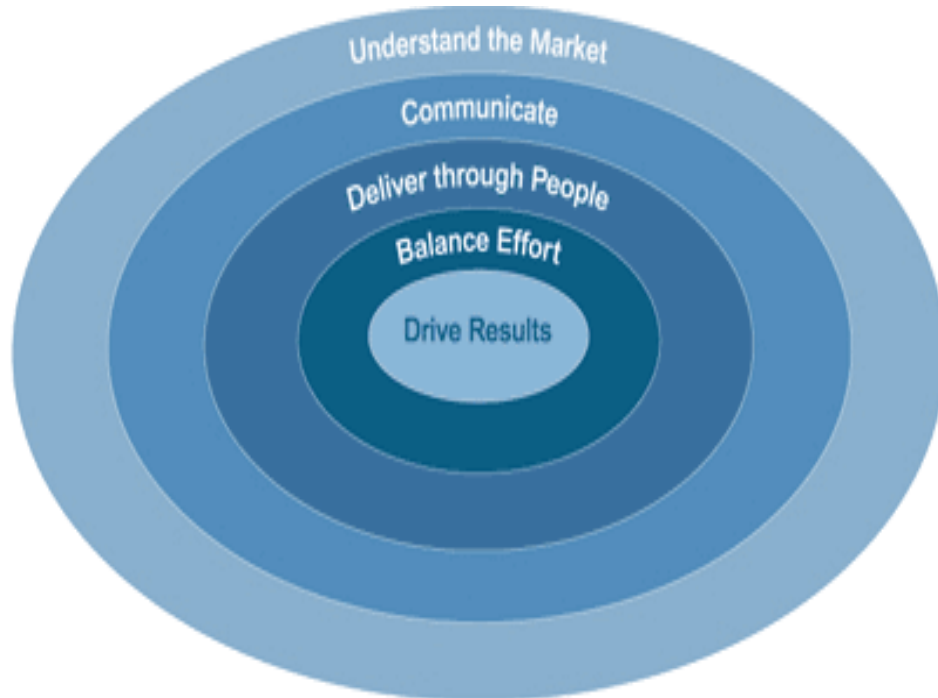 Understand the Market
Communicate
Deliver through People
Balance Effort
Drive Results